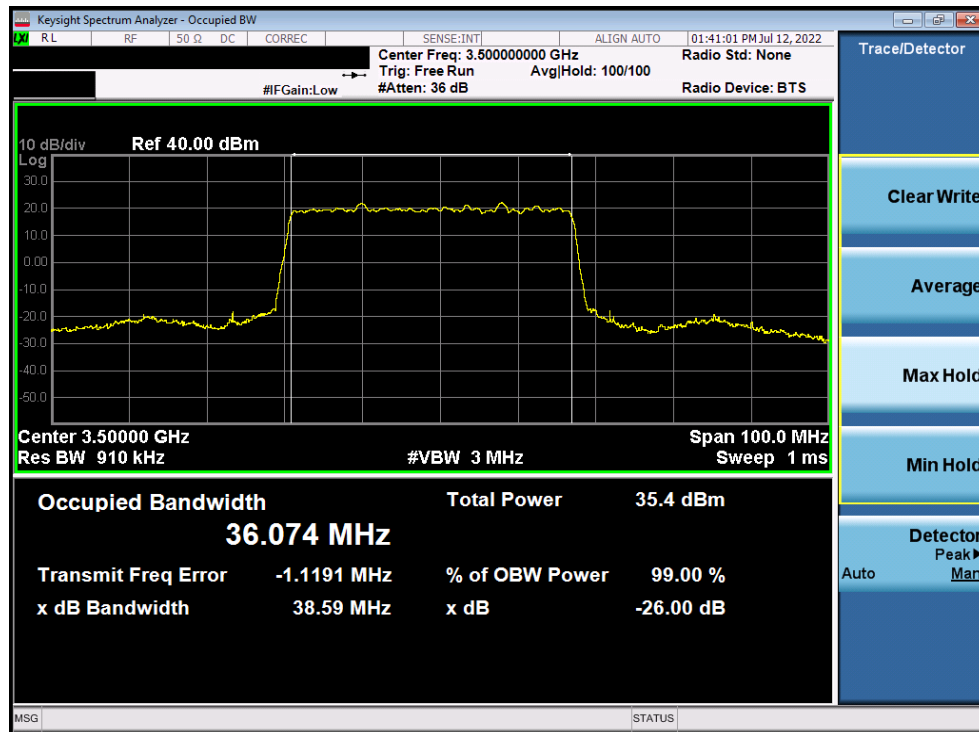 Keysight Spectrum Analyzer - Occupied BW
LXI RL RF 50 Ω DC CORREC SENSE:INT ALIGN AUTO 01:41:01 PM Jul 12, 2022
Center Freq: 3.500000000 GHz Radio Std: None
Trig: Free Run Avg|Hold: 100/100
#IFGain:Low #Atten: 36 dB Radio Device: BTS
10 dB/div Ref 40.00 dBm
Log
30.0
20.0
10.0
0.00
-10.0
-20.0
-30.0
-40.0
-50.0
Center 3.50000 GHz Span 100.0 MHz
Res BW 910 kHz #VBW 3 MHz Sweep 1 ms
Occupied Bandwidth Total Power 35.4 dBm
36.074 MHz
Transmit Freq Error -1.1191 MHz % of OBW Power 99.00 %
x dB Bandwidth 38.59 MHz x dB -26.00 dB
MSG STATUS
Trace/Detector
Clear Write
Average
Max Hold
Min Hold
Detector
Peak▶
Auto Man